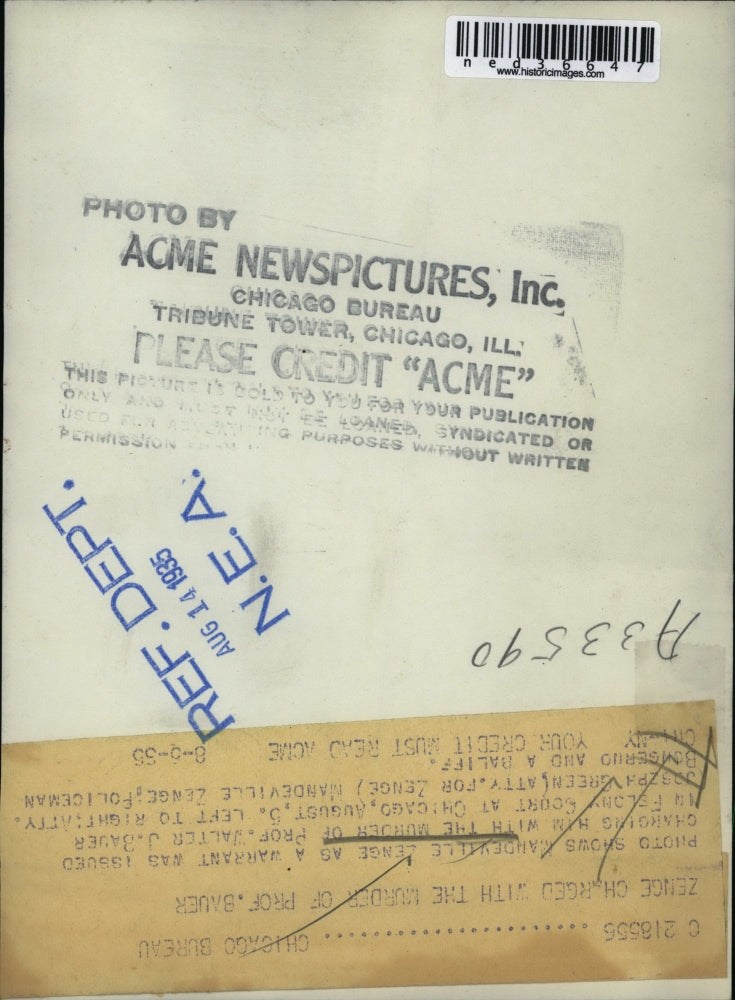 ned36647
www.historicimages.com
PHOTO BY
ACME NEWSPICTURES, Inc.
CHICAGO BUREAU
TRIBUNE TOWER, CHICAGO, ILL.
PLEASE CREDIT “ACME”
THIS PICTURE IS SOLD TO YOU FOR YOUR PUBLICATION
ONLY AND MUST NOT BE LOANED, SYNDICATED OR
USED FOR ADVERTISING PURPOSES WITHOUT WRITTEN
PERMISSION
REF. DEPT.
AUG 14 1935
N.E.A.
A33590
C 218556 ........................ CHICAGO BUREAU
ZENGE CHARGED WITH THE MURDER OF PROF.BAUER
PHOTO SHOWS MANDEVILLE ZENGE AS A WARRANT WAS ISSUED
CHARGING HIM WITH THE MURDER OF PROF.WALTER J.BAUER
IN FELONY COURT AT CHICAGO,AUGUST,5. LEFT TO RIGHT;ATTY.
JOSEPH GREEN(ATTY.FOR ZENGE) MANDEVILLE ZENGE,POLICEMAN
BONGERNO AND A BALIFF.
YOUR CREDIT MUST READ ACME 8-5-35